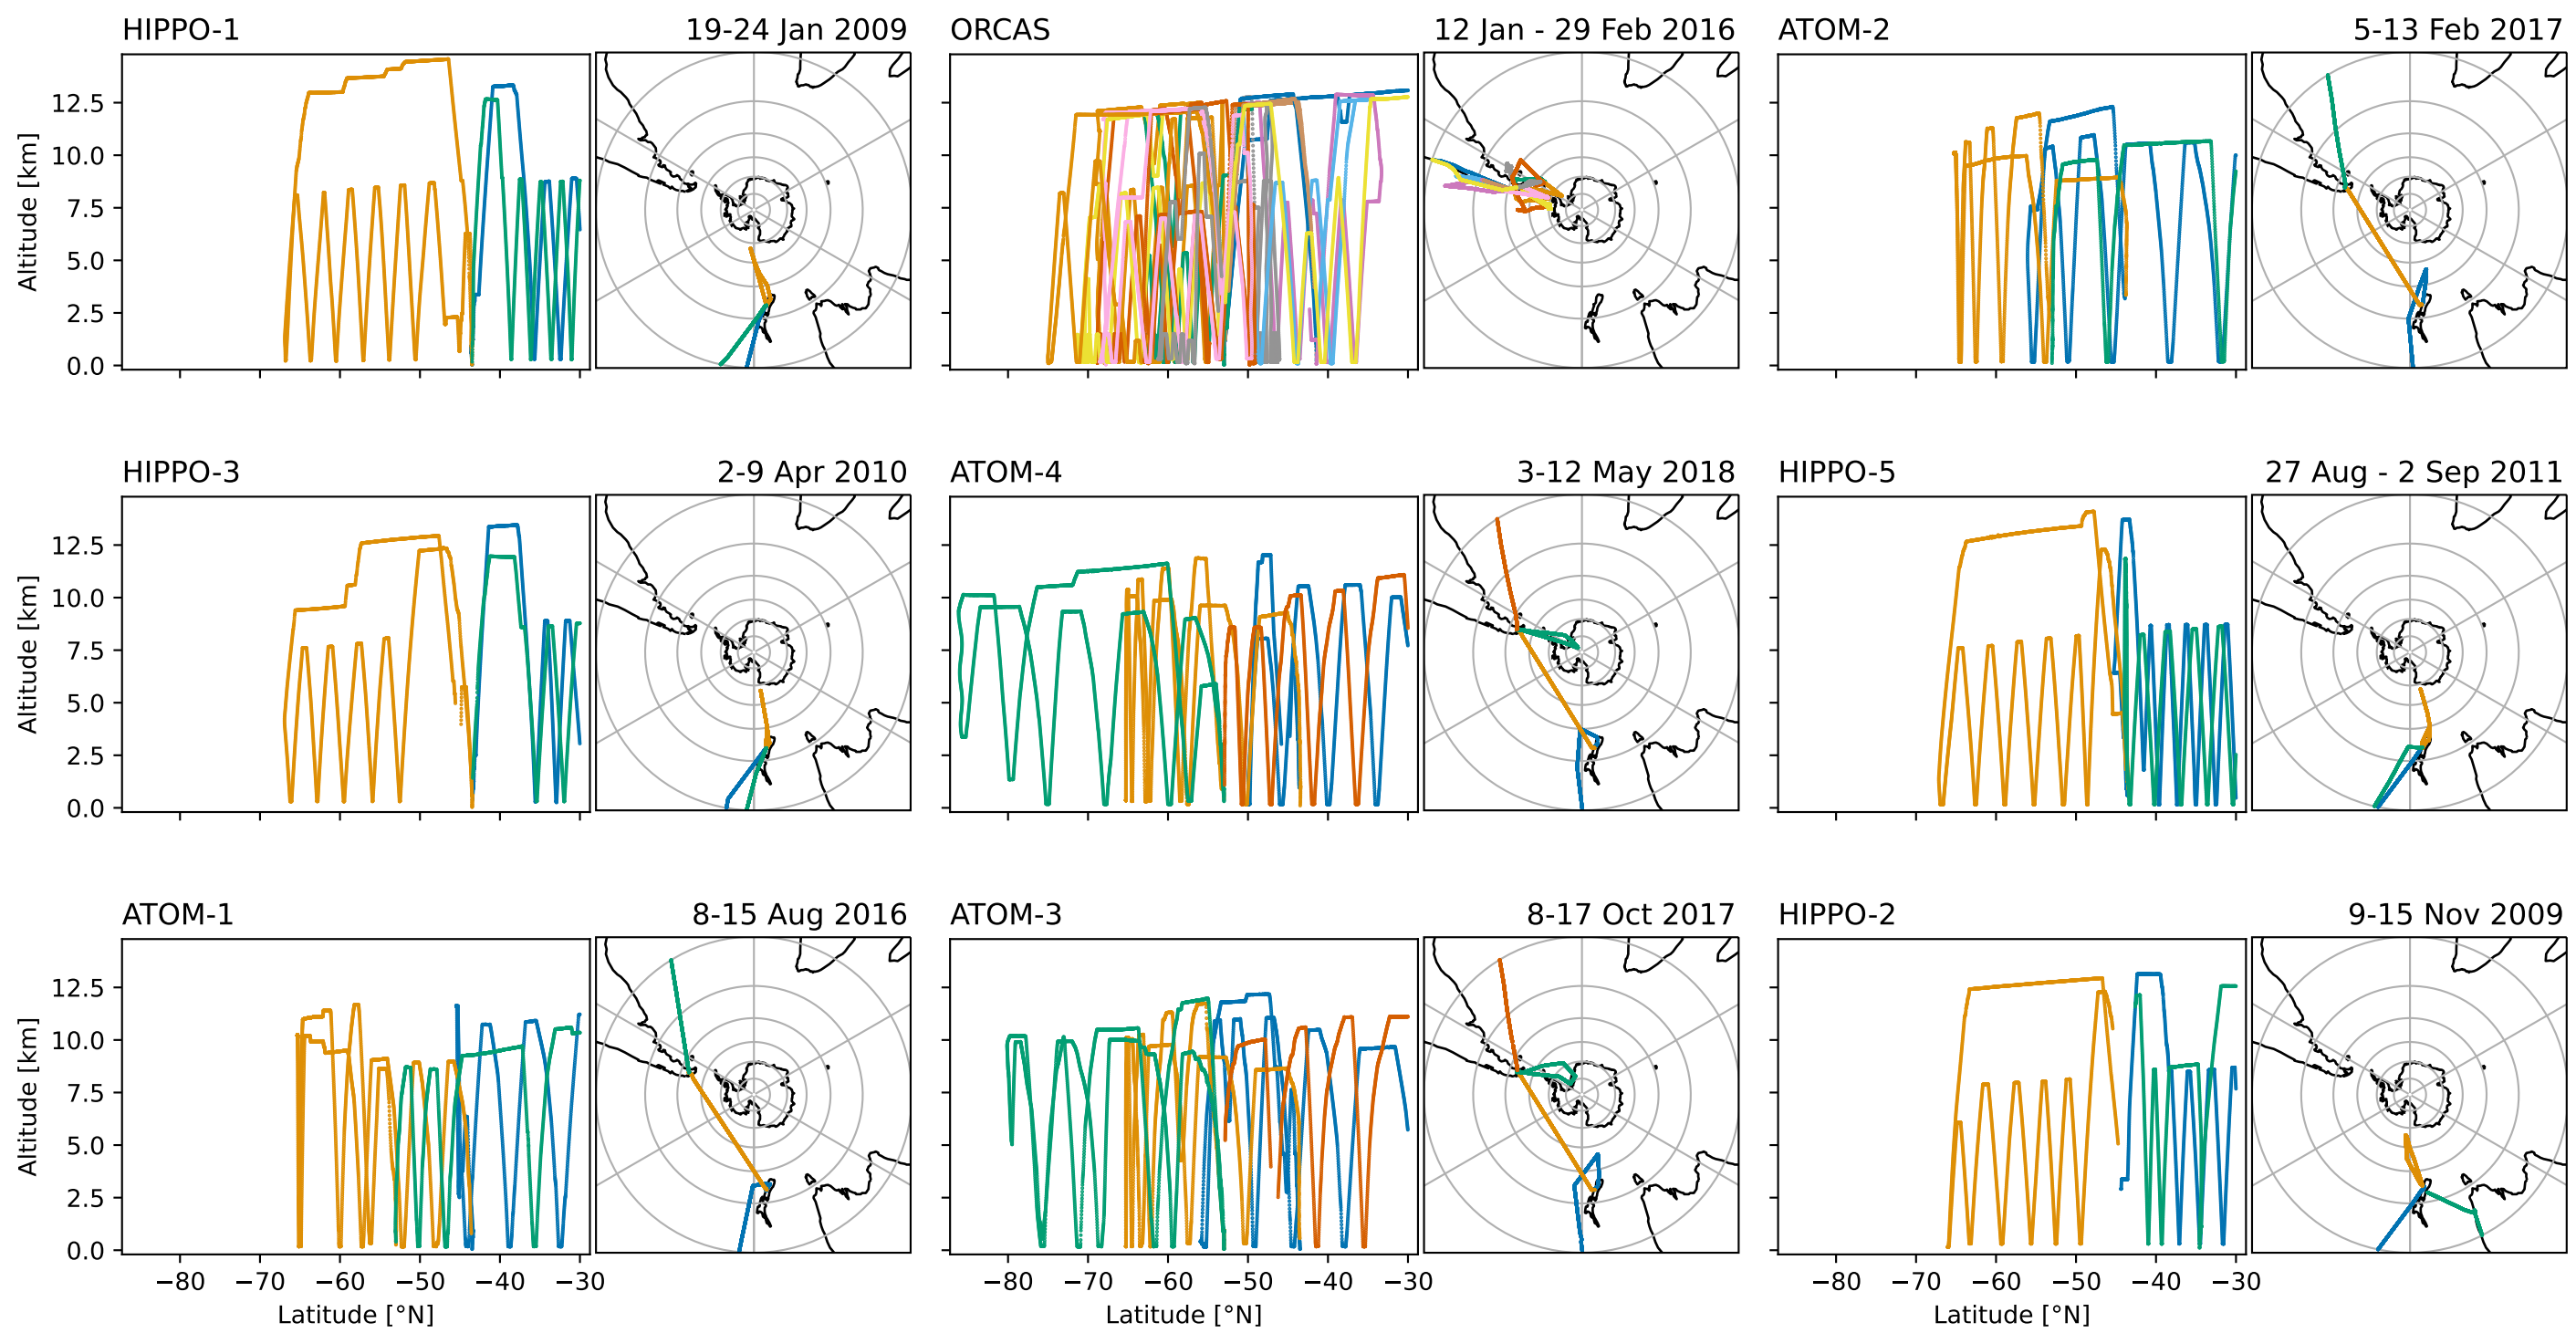 HIPPO-1 19-24 Jan 2009 ORCAS 12 Jan - 29 Feb 2016 ATOM-2 5-13 Feb 2017
Altitude [km]
12.5
10.0
7.5
5.0
2.5
0.0
HIPPO-3 2-9 Apr 2010 ATOM-4 3-12 May 2018 HIPPO-5 27 Aug - 2 Sep 2011
Altitude [km]
12.5
10.0
7.5
5.0
2.5
0.0
ATOM-1 8-15 Aug 2016 ATOM-3 8-17 Oct 2017 HIPPO-2 9-15 Nov 2009
Altitude [km]
12.5
10.0
7.5
5.0
2.5
0.0
−80 −70 −60 −50 −40 −30 −80 −70 −60 −50 −40 −30 −80 −70 −60 −50 −40 −30
Latitude [°N] Latitude [°N] Latitude [°N]